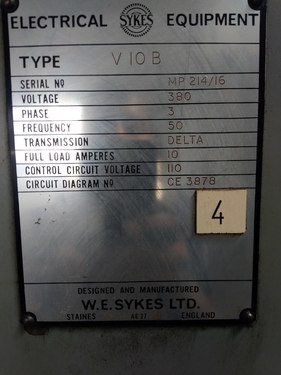 ELECTRICAL SYKES EQUIPMENT
TYPE V 10 B
SERIAL Nº MP 214/16
VOLTAGE 380
PHASE 3
FREQUENCY 50
TRANSMISSION DELTA
FULL LOAD AMPERES 10
CONTROL CIRCUIT VOLTAGE 110
CIRCUIT DIAGRAM Nº CE 3878
4
DESIGNED AND MANUFACTURED
W.E. SYKES LTD.
STAINES AE27 ENGLAND